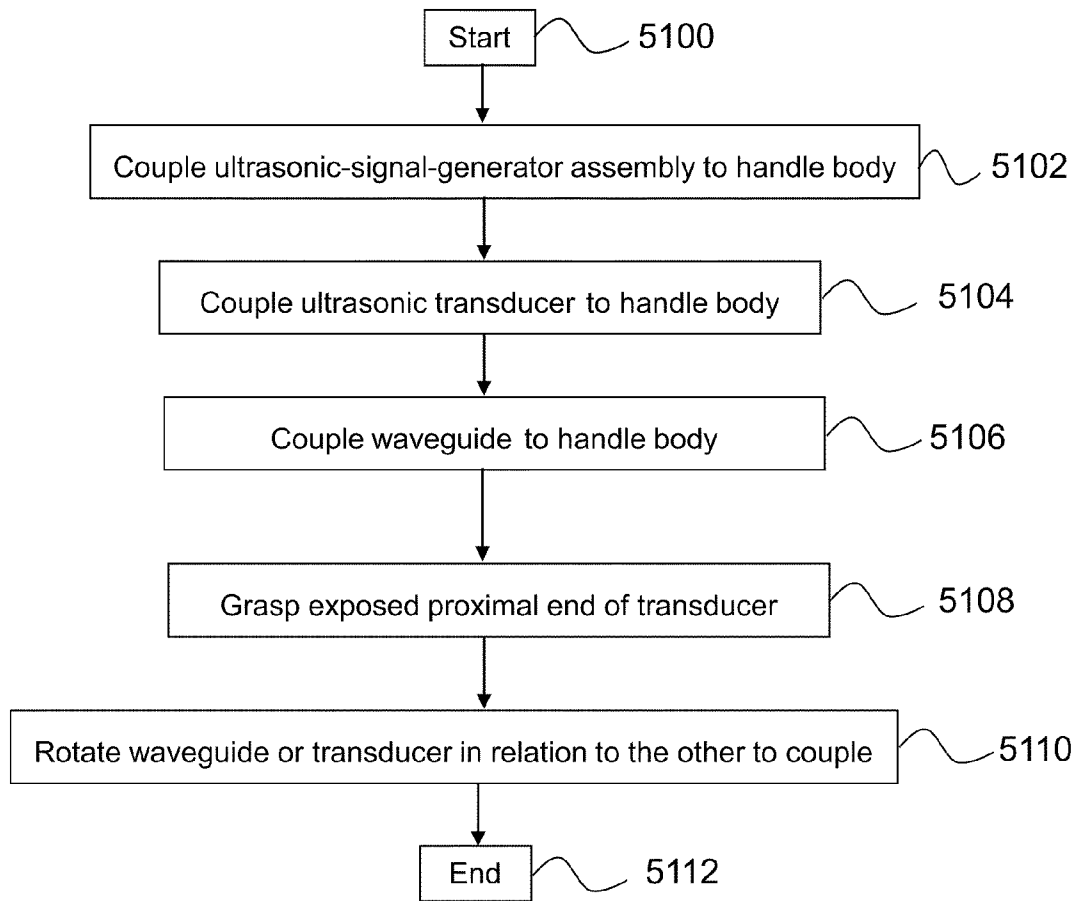 Start 5100
Couple ultrasonic-signal-generator assembly to handle body 5102
Couple ultrasonic transducer to handle body 5104
Couple waveguide to handle body 5106
Grasp exposed proximal end of transducer 5108
Rotate waveguide or transducer in relation to the other to couple 5110
End 5112